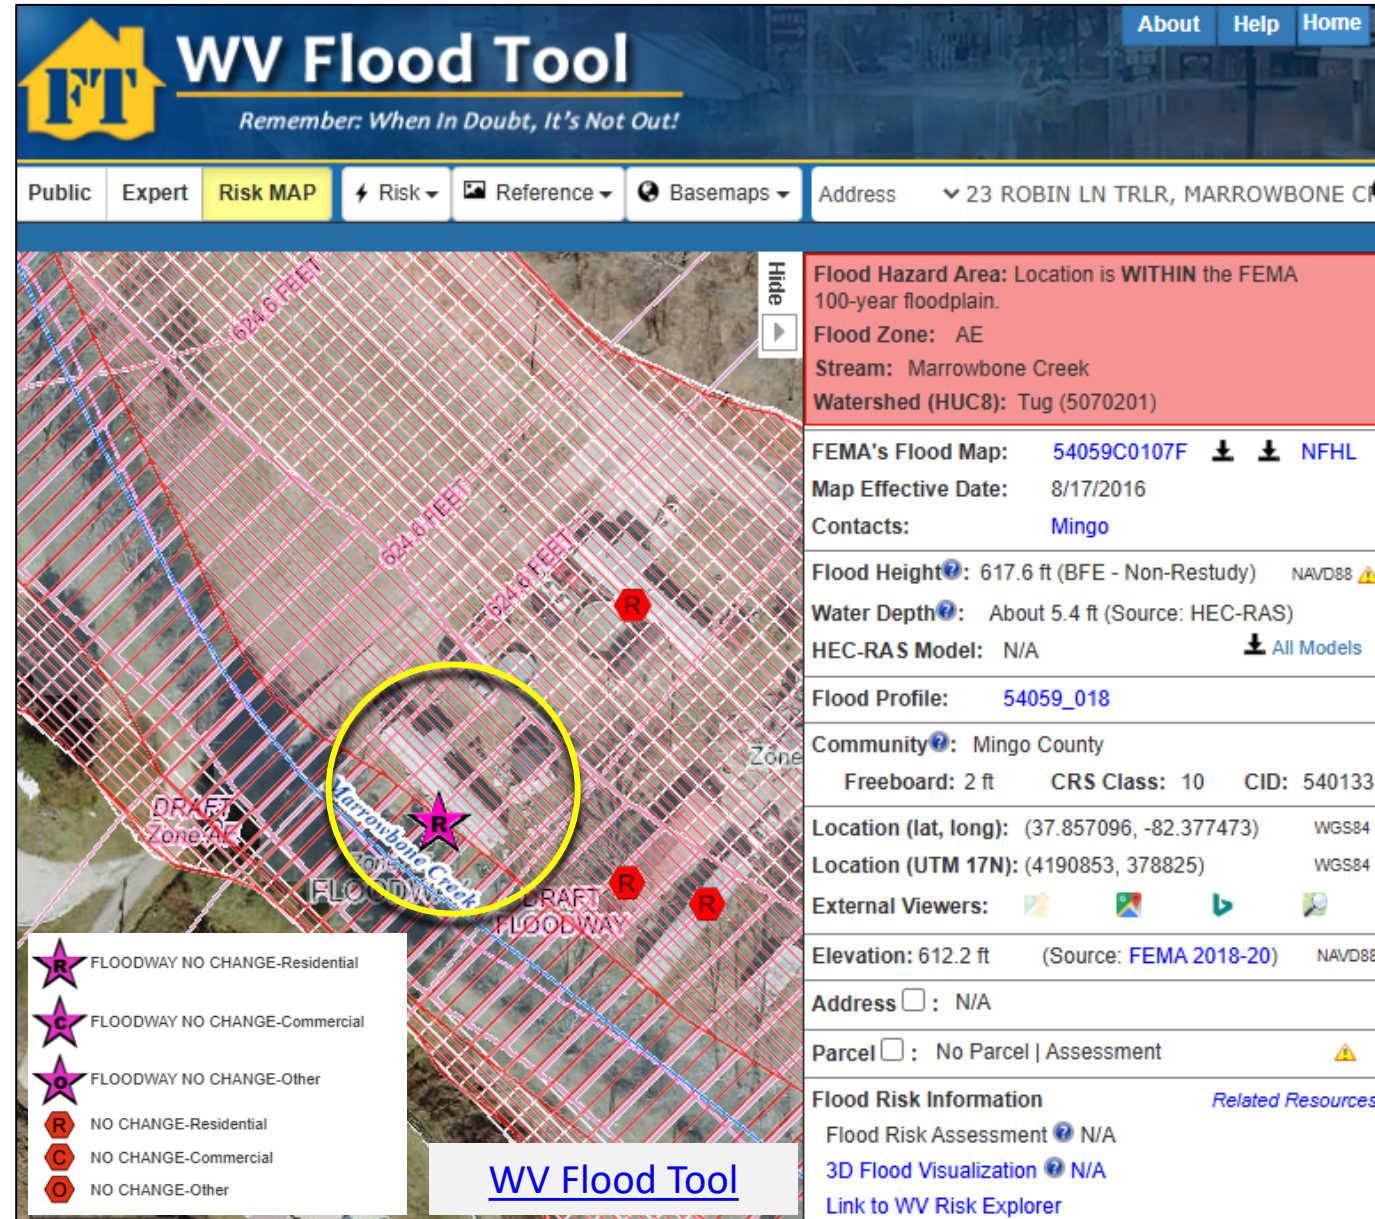 About Help Home
FT
WV Flood Tool
Remember: When In Doubt, It's Not Out!
Public Expert Risk MAP Risk Reference Basemaps Address 23 ROBIN LN TRLR, MARROWBONE CR
Hide
624.6 FEET
624.6 FEET
624.6 FEET
R
Zone
DRAFT
Zone AE
Marrowbone Creek
R
Zone
FLOODWAY
DRAFT
FLOODWAY
R
R
R FLOODWAY NO CHANGE-Residential
C FLOODWAY NO CHANGE-Commercial
O FLOODWAY NO CHANGE-Other
R NO CHANGE-Residential
C NO CHANGE-Commercial
O NO CHANGE-Other
WV Flood Tool
Flood Hazard Area: Location is WITHIN the FEMA
100-year floodplain.
Flood Zone: AE
Stream: Marrowbone Creek
Watershed (HUC8): Tug (5070201)
FEMA's Flood Map: 54059C0107F NFHL
Map Effective Date: 8/17/2016
Contacts: Mingo
Flood Height?: 617.6 ft (BFE - Non-Restudy) NAVD88
Water Depth?: About 5.4 ft (Source: HEC-RAS)
HEC-RAS Model: N/A All Models
Flood Profile: 54059_018
Community?: Mingo County
Freeboard: 2 ft CRS Class: 10 CID: 540133
Location (lat, long): (37.857096, -82.377473) WGS84
Location (UTM 17N): (4190853, 378825) WGS84
External Viewers:
Elevation: 612.2 ft (Source: FEMA 2018-20) NAVD88
Address : N/A
Parcel : No Parcel | Assessment
Flood Risk Information Related Resources
Flood Risk Assessment ? N/A
3D Flood Visualization ? N/A
Link to WV Risk Explorer